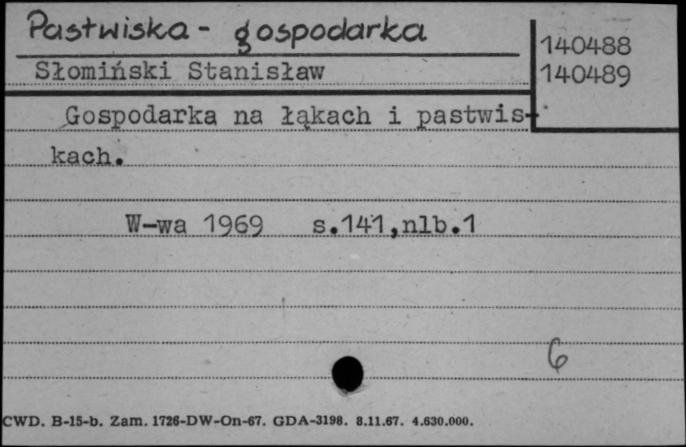 Pastwiska - gospodarka
140488
Słomiński Stanisław
140489
Gospodarka na łąkach i pastwis-
kach.
W-wa 1969 s.141,nlb.1
6
CWD. B-15-b. Zam. 1726-DW-On-67. GDA-3198. 8.11.67. 4.630.000.